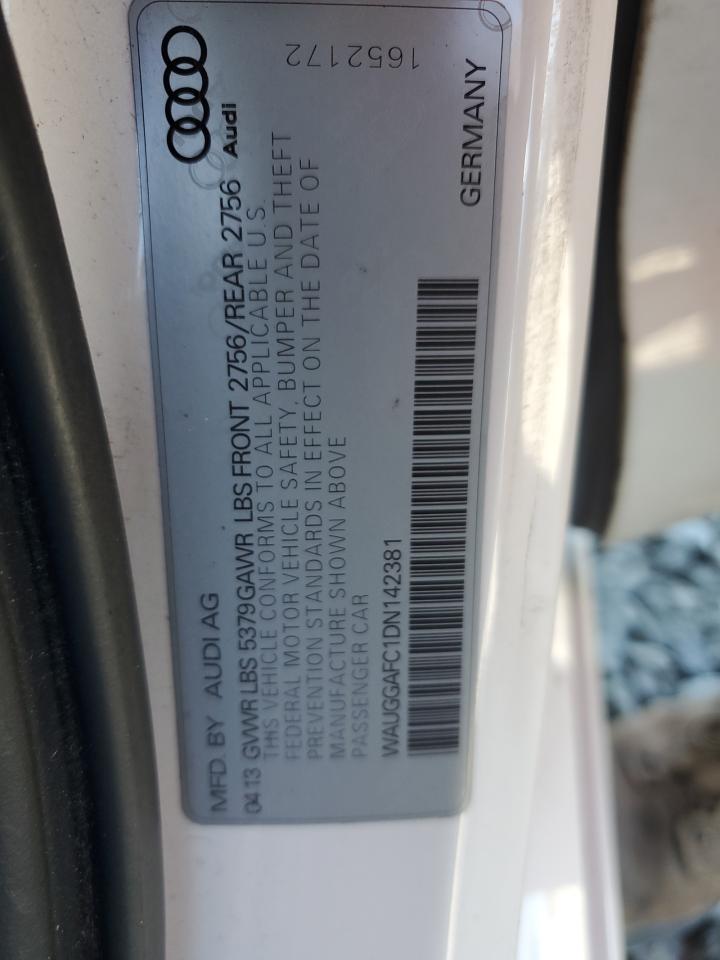 MFD. BY AUDI AG
Audi
04 13 GVWR LBS 5379 GAWR LBS FRONT 2756/REAR 2756
THIS VEHICLE CONFORMS TO ALL APPLICABLE U.S.
FEDERAL MOTOR VEHICLE SAFETY, BUMPER AND THEFT
PREVENTION STANDARDS IN EFFECT ON THE DATE OF
MANUFACTURE SHOWN ABOVE
PASSENGER CAR
WAUGGAFC1DN142381
GERMANY
1652172